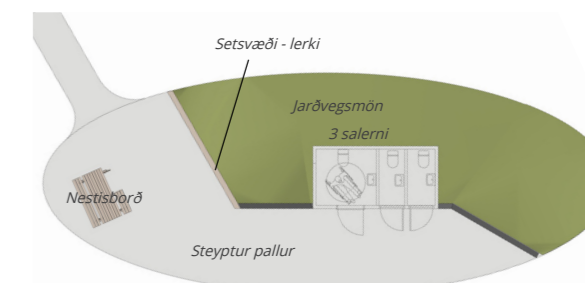 Setsvæði - lerki
Jarðvegsmön
3 salerni
Nestisborð
Steyptur pallur